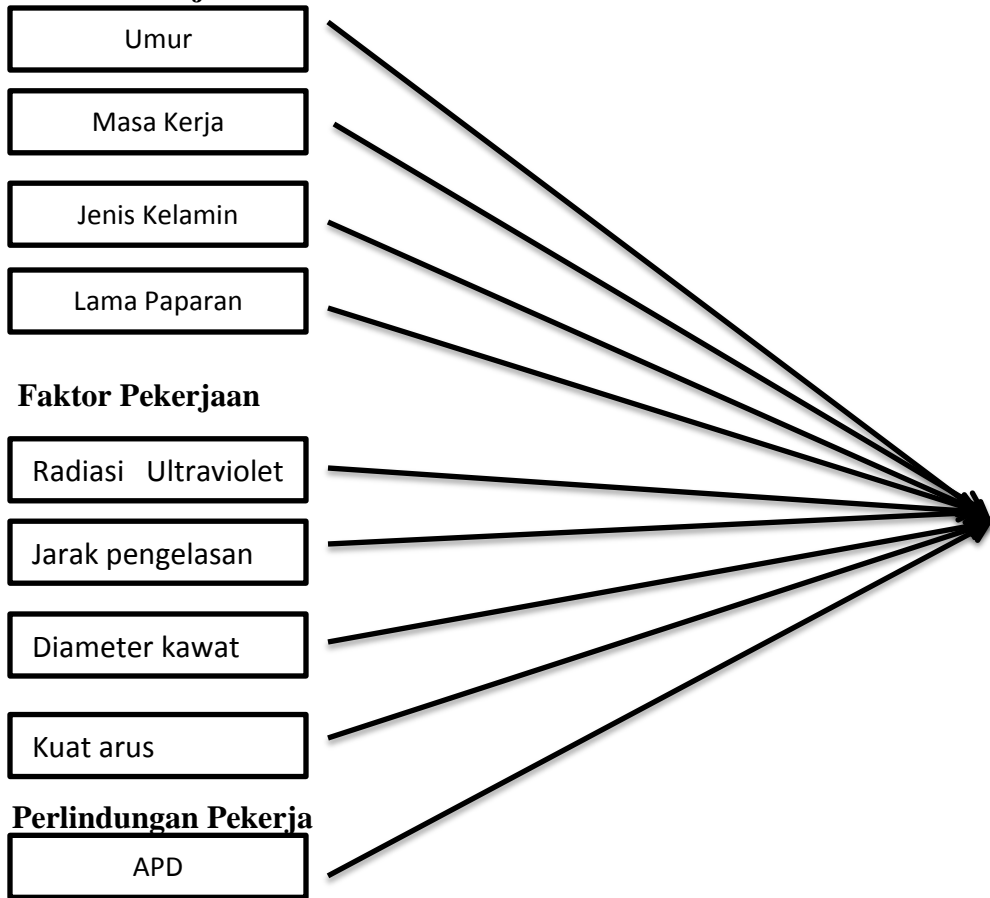 Umur
Masa Kerja
Jenis Kelamin
Lama Paparan
Faktor Pekerjaan
Radiasi Ultraviolet
Jarak pengelasan
Diameter kawat
Kuat arus
Perlindungan Pekerja
APD